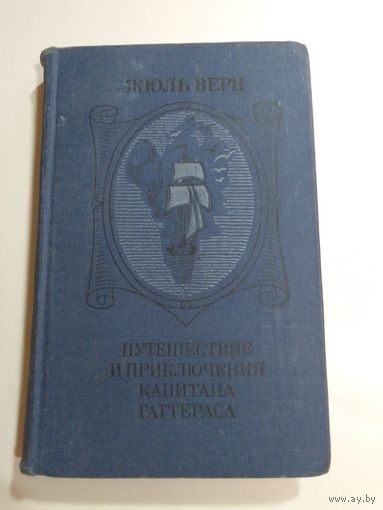 ЖЮЛЬ ВЕРН
ПУТЕШЕСТВИЕ
И ПРИКЛЮЧЕНИЯ
КАПИТАНА
ГАТТЕРАСА
www.ay.by